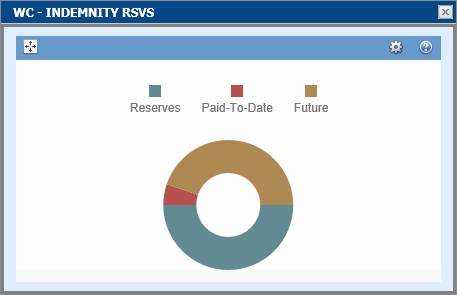 WC - INDEMNITY RSVS
Reserves Paid-To-Date Future